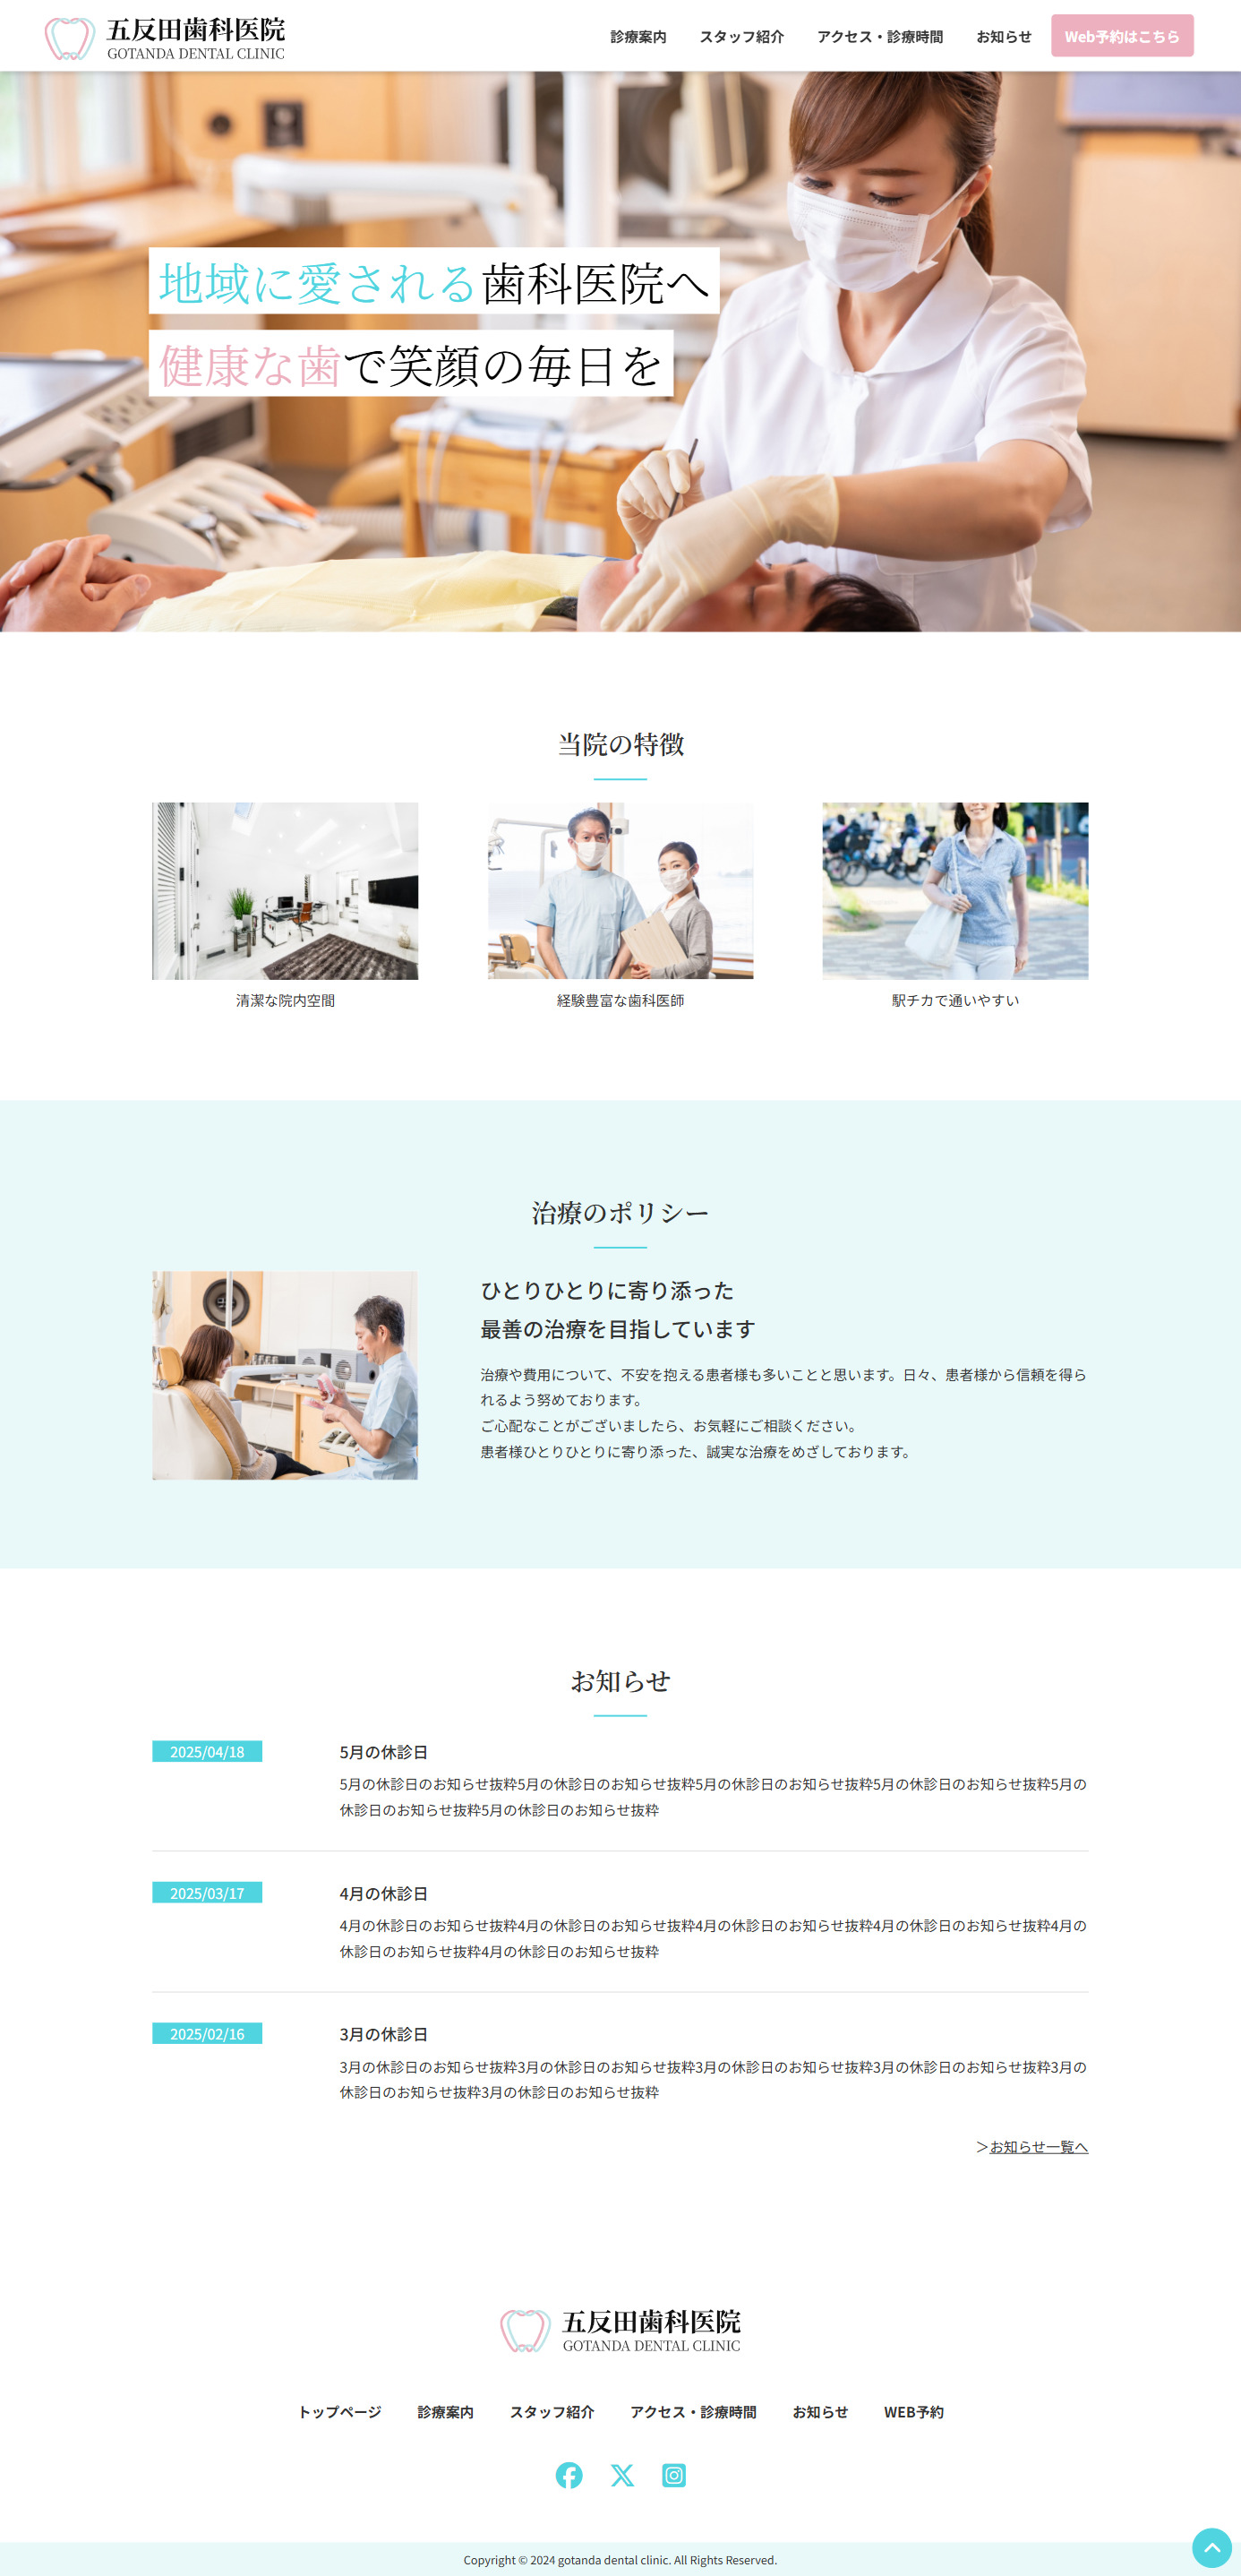 五反田歯科医院
GOTANDA DENTAL CLINIC
診療案内
スタッフ紹介
アクセス・診療時間
お知らせ
Web予約はこちら
地域に愛される歯科医院へ
健康な歯で笑顔の毎日を
当院の特徴
清潔な院内空間
経験豊富な歯科医師
駅チカで通いやすい
治療のポリシー
ひとりひとりに寄り添った
最善の治療を目指しています
治療や費用について、不安を抱える患者様も多いことと思います。日々、患者様から信頼を得ら
れるよう努めております。
ご心配なことがございましたら、お気軽にご相談ください。
患者様ひとりひとりに寄り添った、誠実な治療をめざしております。
お知らせ
2025/04/18
5月の休診日
5月の休診日のお知らせ抜粋5月の休診日のお知らせ抜粋5月の休診日のお知らせ抜粋5月の休診日のお知らせ抜粋5月の
休診日のお知らせ抜粋5月の休診日のお知らせ抜粋
2025/03/17
4月の休診日
4月の休診日のお知らせ抜粋4月の休診日のお知らせ抜粋4月の休診日のお知らせ抜粋4月の休診日のお知らせ抜粋4月の
休診日のお知らせ抜粋4月の休診日のお知らせ抜粋
2025/02/16
3月の休診日
3月の休診日のお知らせ抜粋3月の休診日のお知らせ抜粋3月の休診日のお知らせ抜粋3月の休診日のお知らせ抜粋3月の
休診日のお知らせ抜粋3月の休診日のお知らせ抜粋
＞お知らせ一覧へ
五反田歯科医院
GOTANDA DENTAL CLINIC
トップページ
診療案内
スタッフ紹介
アクセス・診療時間
お知らせ
WEB予約
Copyright © 2024 gotanda dental clinic. All Rights Reserved.